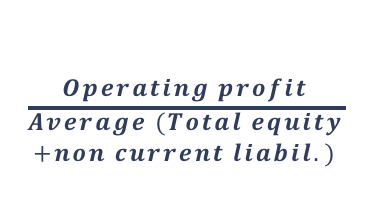 Operating profit
Average (Total equity
+non current liabil.)